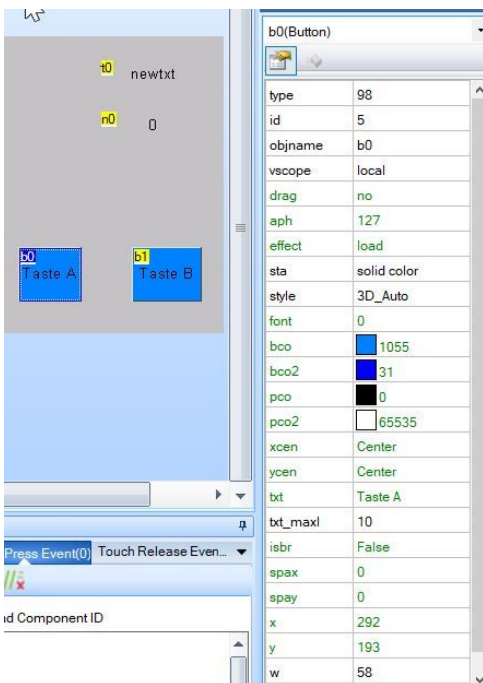 t0 newtxt
n0 0
b0
Taste A
b1
Taste B
Press Event(0) Touch Release Even...
nd Component ID
b0(Button)
type 98
id 5
objname b0
vscope local
drag no
aph 127
effect load
sta solid color
style 3D_Auto
font 0
bco 1055
bco2 31
pco 0
pco2 65535
xcen Center
ycen Center
txt Taste A
txt_maxl 10
isbr False
spax 0
spay 0
x 292
y 193
w 58